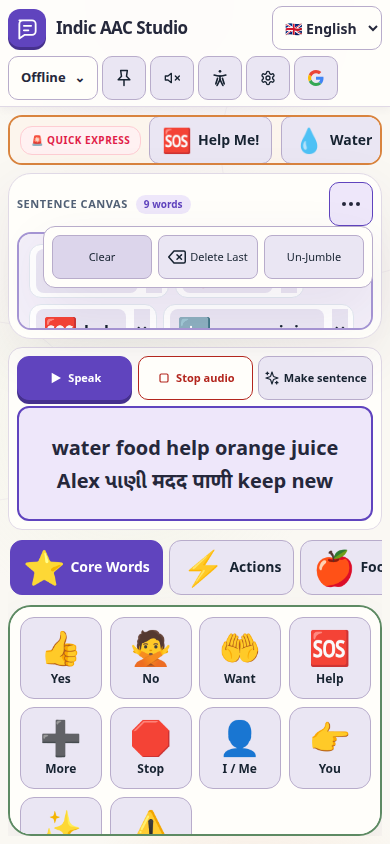 Indic AAC Studio
🇬🇧 English
Offline
🚨 QUICK EXPRESS
🆘 Help Me!
💧 Water
SENTENCE CANVAS
9 words
Clear
Delete Last
Un-Jumble
Speak
Stop audio
Make sentence
water food help orange juice
Alex પાણી मदद पाणी keep new
Core Words
Actions
Yes
No
Want
Help
More
Stop
I / Me
You